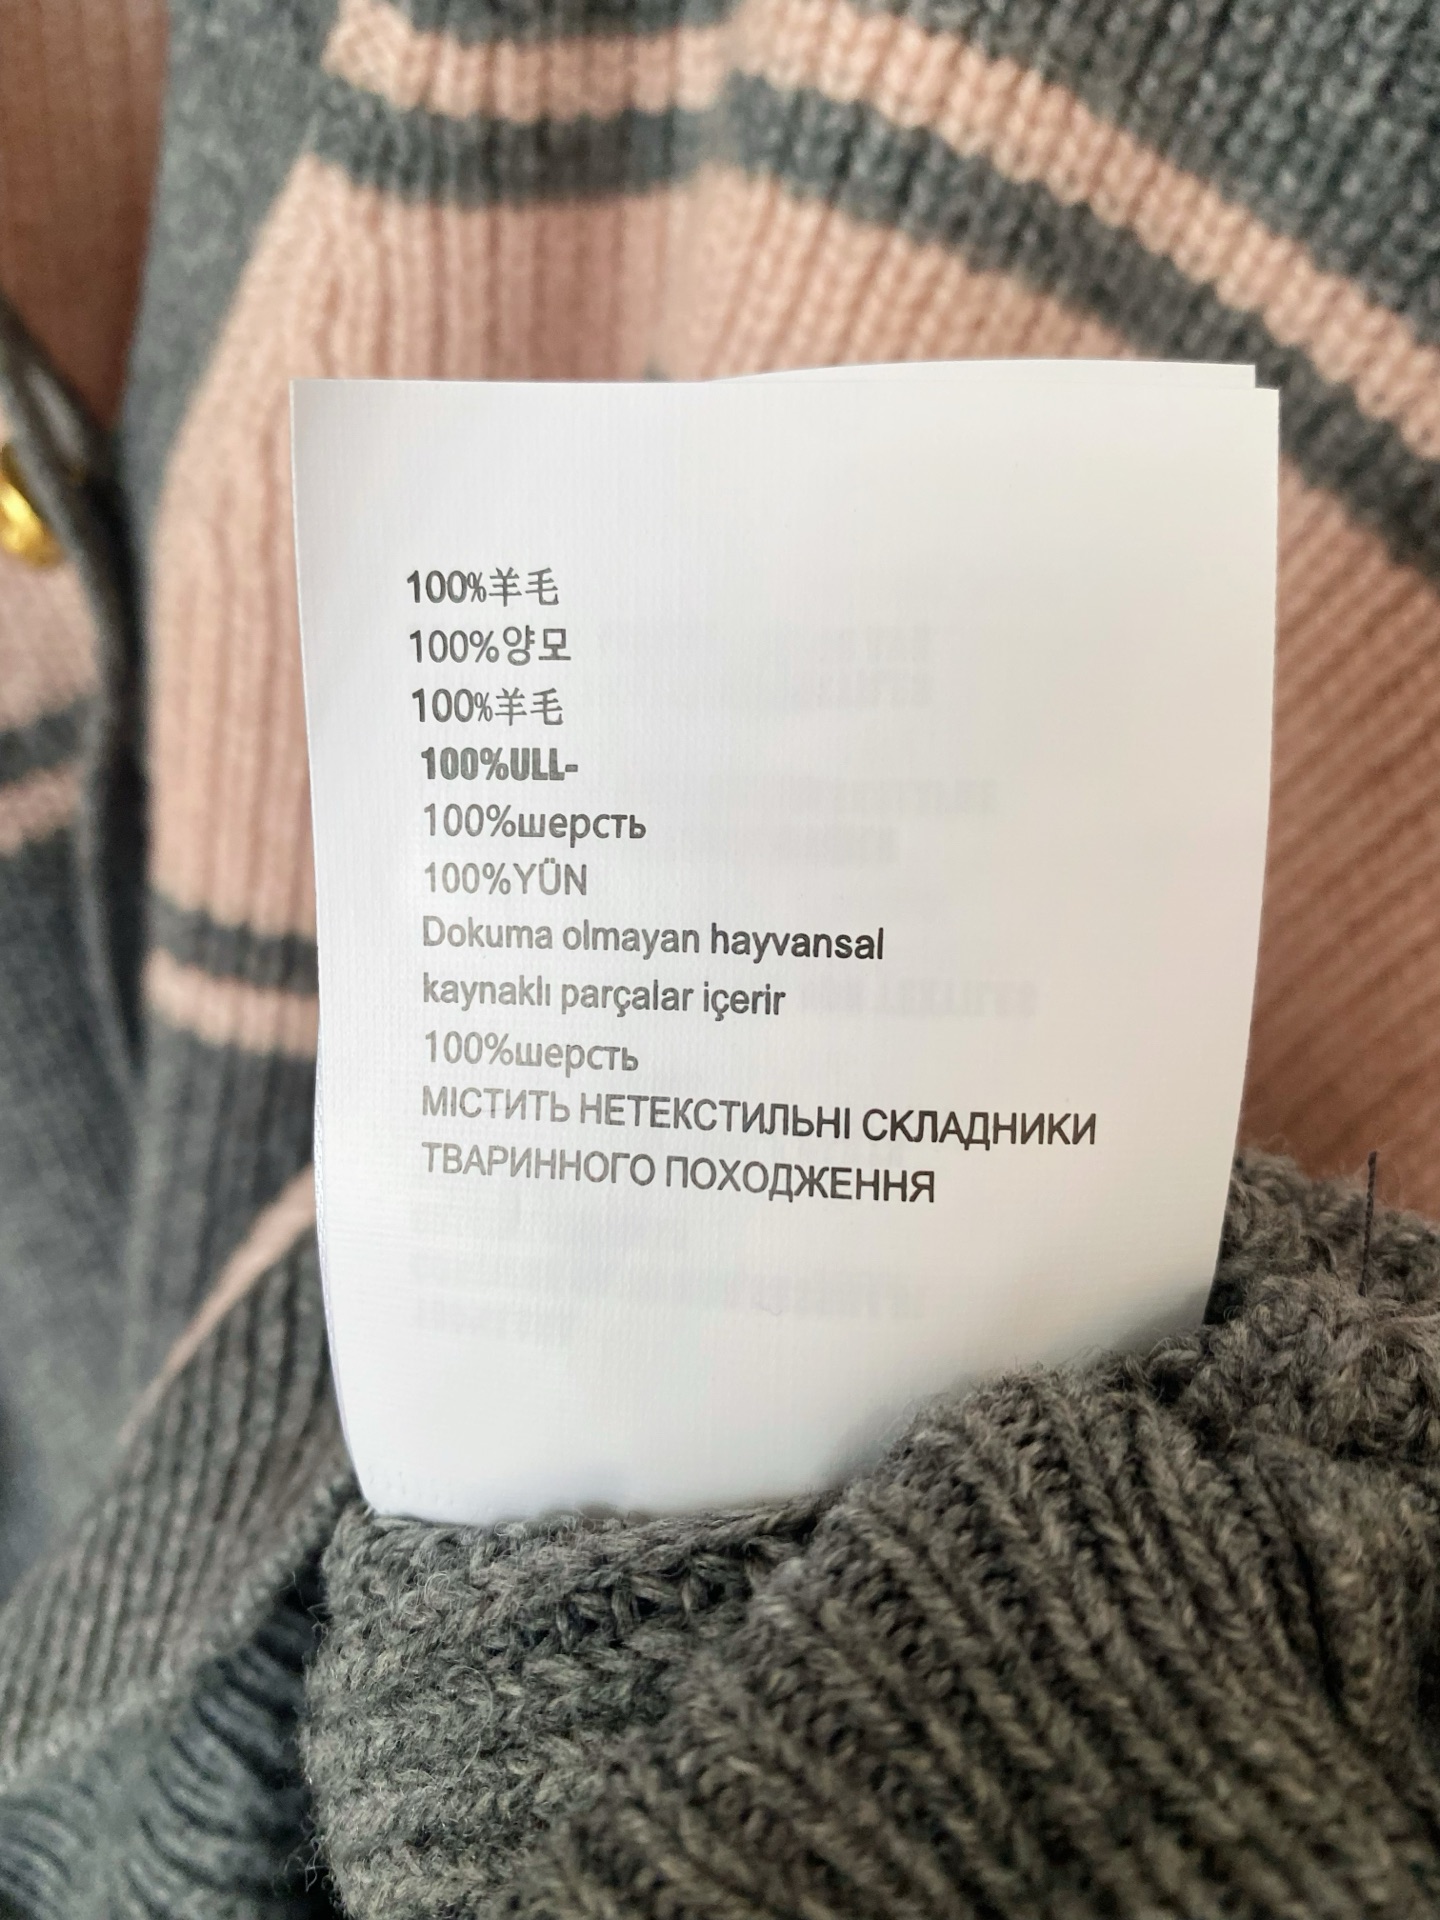 100%羊毛
100%양모
100%羊毛
100%ULL-
100%шерсть
100%YÜN
Dokuma olmayan hayvansal
kaynaklı parçalar içerir
100%шерсть
МІСТИТЬ НЕТЕКСТИЛЬНІ СКЛАДНИКИ
ТВАРИННОГО ПОХОДЖЕННЯ